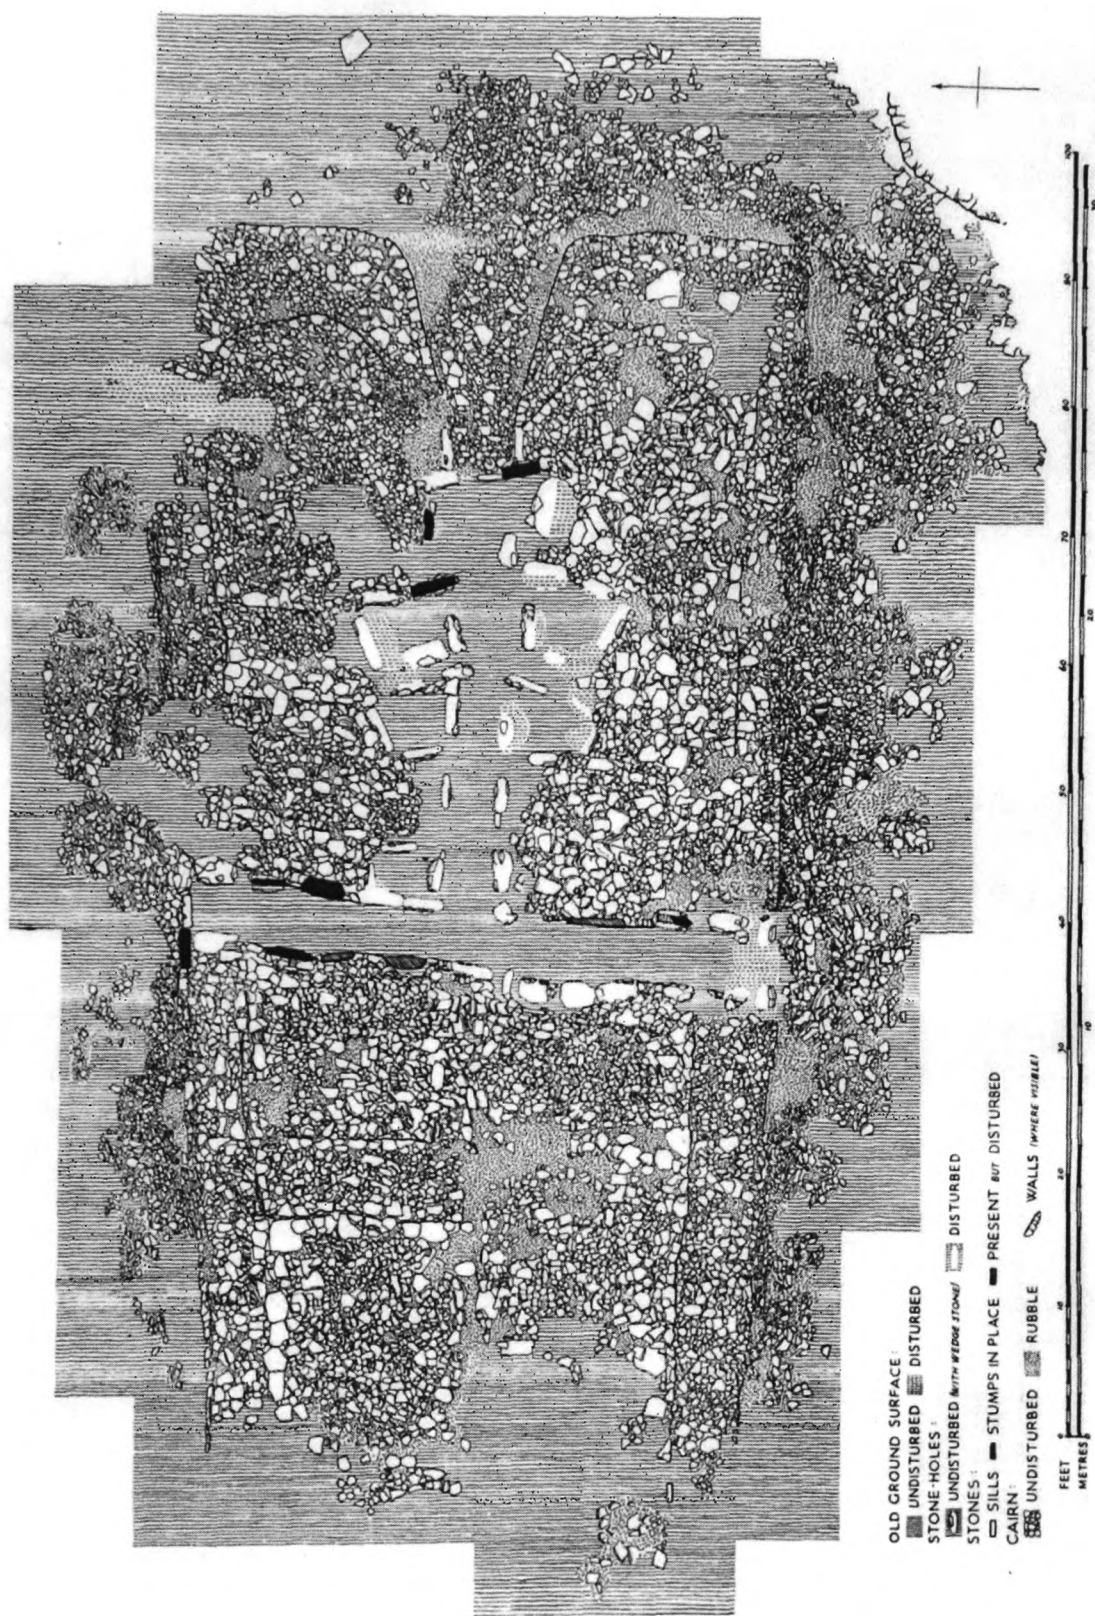 OLD GROUND SURFACE:
UNDISTURBED DISTURBED
STONE-HOLES:
UNDISTURBED (WITH WEDGE STONE) DISTURBED
STONES:
SILLS STUMPS IN PLACE PRESENT BUT DISTURBED
CAIRN:
UNDISTURBED RUBBLE WALLS (WHERE VISIBLE)
FEET 0 10 20 30 40 50 60 70 80 90 100
METRES 0 10 20 30